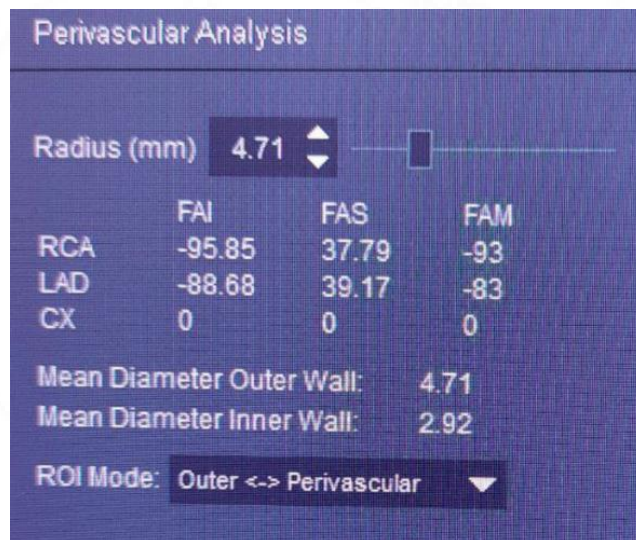 Perivascular Analysis
Radius (mm) 4.71
FAI FAS FAM
RCA -95.85 37.79 -93
LAD -88.68 39.17 -83
CX 0 0 0
Mean Diameter Outer Wall: 4.71
Mean Diameter Inner Wall: 2.92
ROI Mode: Outer <-> Perivascular